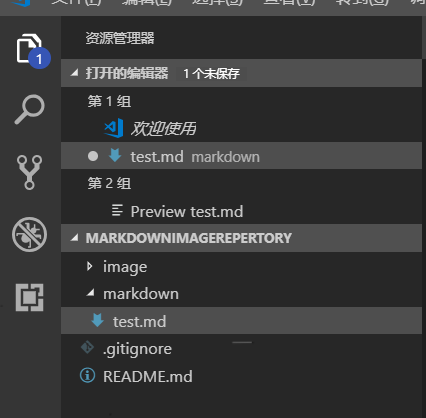 资源管理器
1
打开的编辑器 1 个未保存
第 1 组
欢迎使用
test.md markdown
第 2 组
Preview test.md
MARKDOWNIMAGEREPERTORY
image
markdown
test.md
.gitignore
README.md